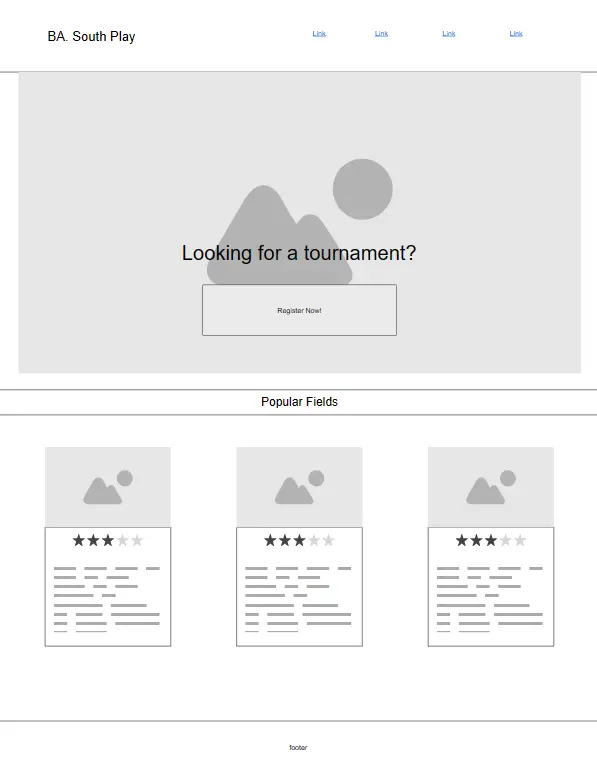 BA. South Play
Link Link Link Link
Looking for a tournament?
Register Now!
Popular Fields
footer